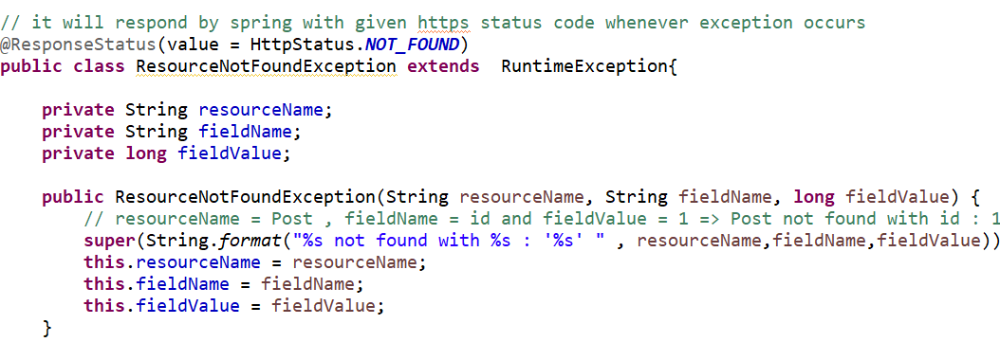 // it will respond by spring with given https status code whenever exception occurs
@ResponseStatus(value = HttpStatus.NOT_FOUND)
public class ResourceNotFoundException extends  RuntimeException{
private String resourceName;
private String fieldName;
private long fieldValue;
public ResourceNotFoundException(String resourceName, String fieldName, long fieldValue) {
// resourceName = Post , fieldName = id and fieldValue = 1 => Post not found with id : 1
super(String.format("%s not found with %s : '%s' " , resourceName,fieldName,fieldValue))
this.resourceName = resourceName;
this.fieldName = fieldName;
this.fieldValue = fieldValue;
}